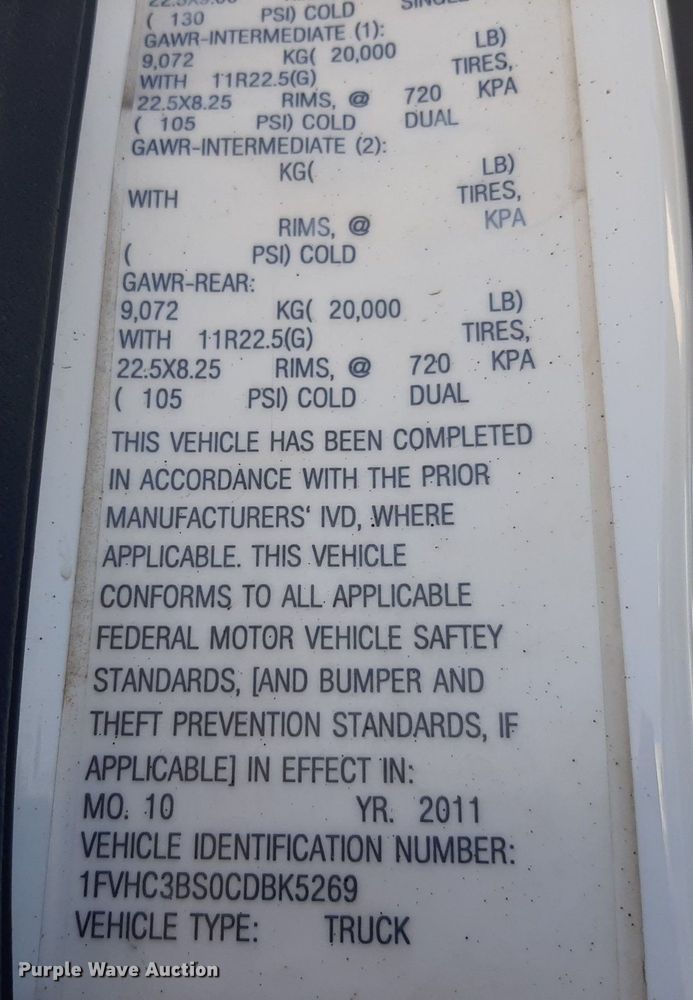 ( 130 PSI) COLD SINGLE
GAWR-INTERMEDIATE (1):
9,072 KG( 20,000 LB)
WITH 11R22.5(G) TIRES,
22.5X8.25 RIMS, @ 720 KPA
( 105 PSI) COLD DUAL
GAWR-INTERMEDIATE (2):
KG( LB)
WITH TIRES,
RIMS, @ KPA
( PSI) COLD
GAWR-REAR:
9,072 KG( 20,000 LB)
WITH 11R22.5(G) TIRES,
22.5X8.25 RIMS, @ 720 KPA
( 105 PSI) COLD DUAL
THIS VEHICLE HAS BEEN COMPLETED
IN ACCORDANCE WITH THE PRIOR
MANUFACTURERS' IVD, WHERE
APPLICABLE. THIS VEHICLE
CONFORMS TO ALL APPLICABLE
FEDERAL MOTOR VEHICLE SAFTEY
STANDARDS, [AND BUMPER AND
THEFT PREVENTION STANDARDS, IF
APPLICABLE] IN EFFECT IN:
MO. 10 YR. 2011
VEHICLE IDENTIFICATION NUMBER:
1FVHC3BS0CDBK5269
VEHICLE TYPE: TRUCK
Purple Wave Auction